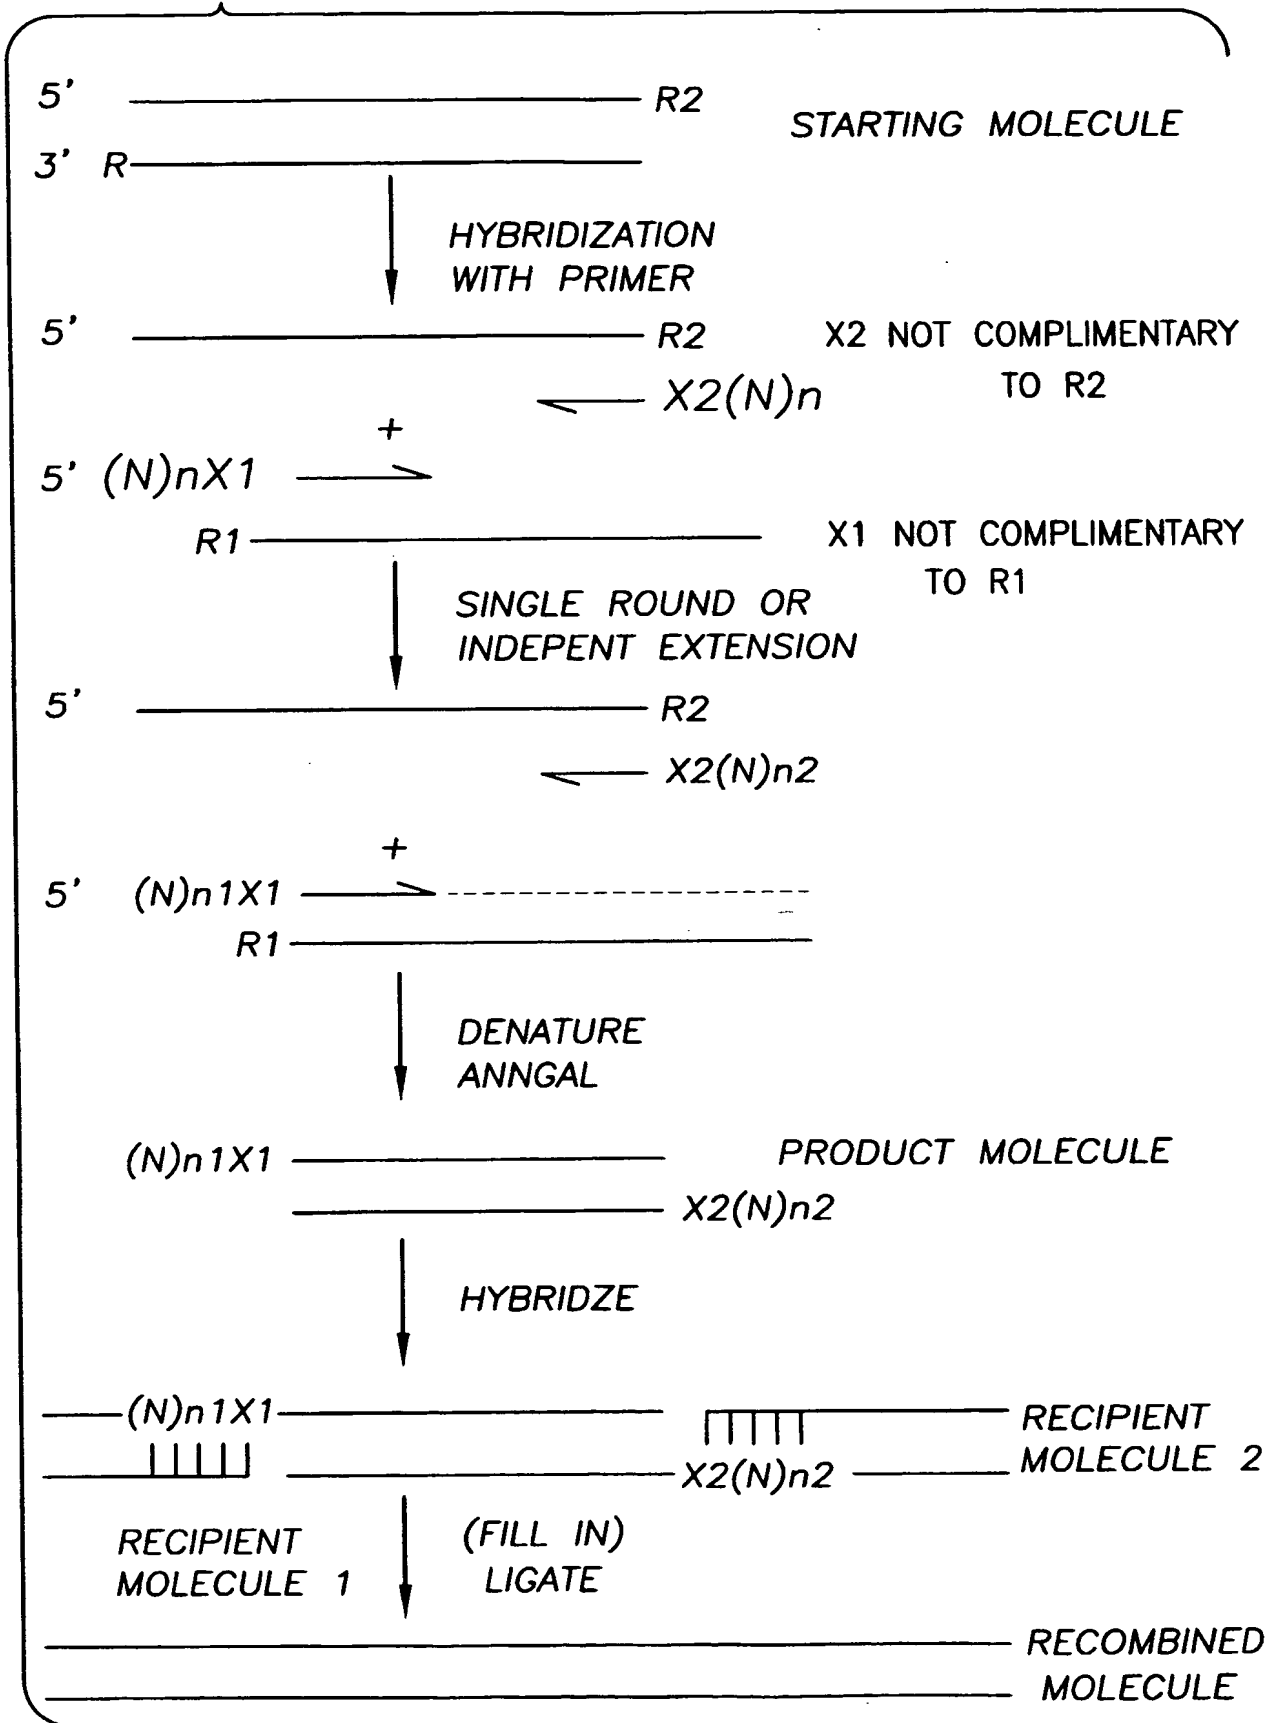 5' R2
STARTING MOLECULE
3' R
HYBRIDIZATION
WITH PRIMER
5' R2 X2 NOT COMPLIMENTARY
TO R2
X2(N)n
+
5' (N)nX1
R1 X1 NOT COMPLIMENTARY
TO R1
SINGLE ROUND OR
INDEPENT EXTENSION
5' R2
X2(N)n2
+
5' (N)n1X1
R1
DENATURE
ANNGAL
(N)n1X1 PRODUCT MOLECULE
X2(N)n2
HYBRIDZE
(N)n1X1 RECIPIENT
MOLECULE 2
X2(N)n2
RECIPIENT
MOLECULE 1
(FILL IN)
LIGATE
RECOMBINED
MOLECULE